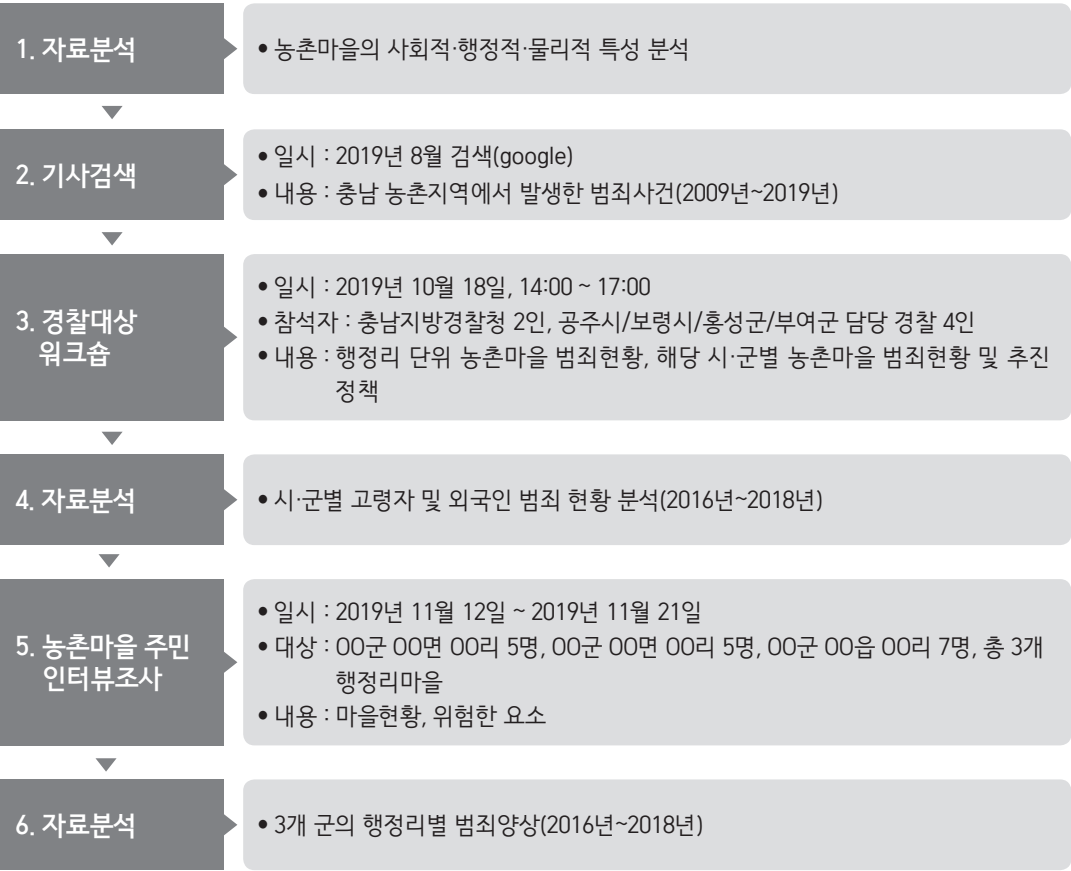 1. 자료분석
• 농촌마을의 사회적·행정적·물리적 특성 분석
2. 기사검색
• 일시 : 2019년 8월 검색(google)
• 내용 : 충남 농촌지역에서 발생한 범죄사건(2009년~2019년)
3. 경찰대상
워크숍
• 일시 : 2019년 10월 18일, 14:00 ~ 17:00
• 참석자 : 충남지방경찰청 2인, 공주시/보령시/홍성군/부여군 담당 경찰 4인
• 내용 : 행정리 단위 농촌마을 범죄현황, 해당 시·군별 농촌마을 범죄현황 및 추진
정책
4. 자료분석
• 시·군별 고령자 및 외국인 범죄 현황 분석(2016년~2018년)
5. 농촌마을 주민
인터뷰조사
• 일시 : 2019년 11월 12일 ~ 2019년 11월 21일
• 대상 : OO군 OO면 OO리 5명, OO군 OO면 OO리 5명, OO군 OO읍 OO리 7명, 총 3개
행정리마을
• 내용 : 마을현황, 위험한 요소
6. 자료분석
• 3개 군의 행정리별 범죄양상(2016년~2018년)